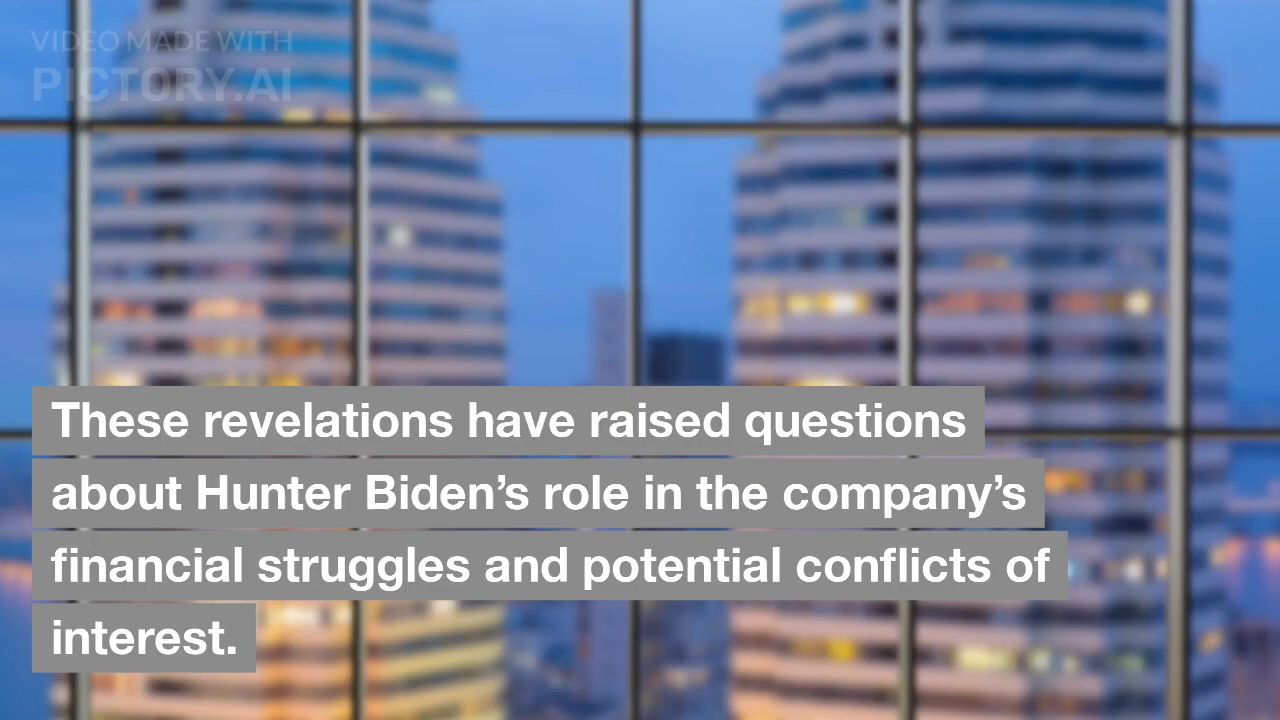 VIDEO MADE WITH
PICTORY.AI
These revelations have raised questions
about Hunter Biden’s role in the company’s
financial struggles and potential conflicts of
interest.